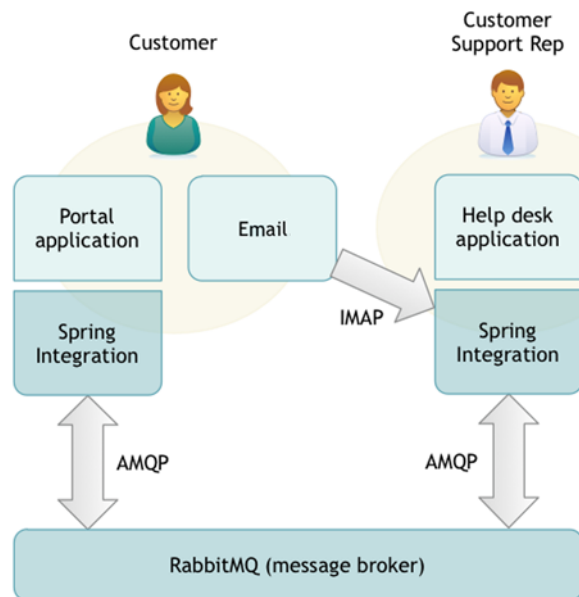 Customer
Customer
Support Rep
Portal
application
Email
Help desk
application
IMAP
Spring
Integration
Spring
Integration
AMQP
AMQP
RabbitMQ (message broker)